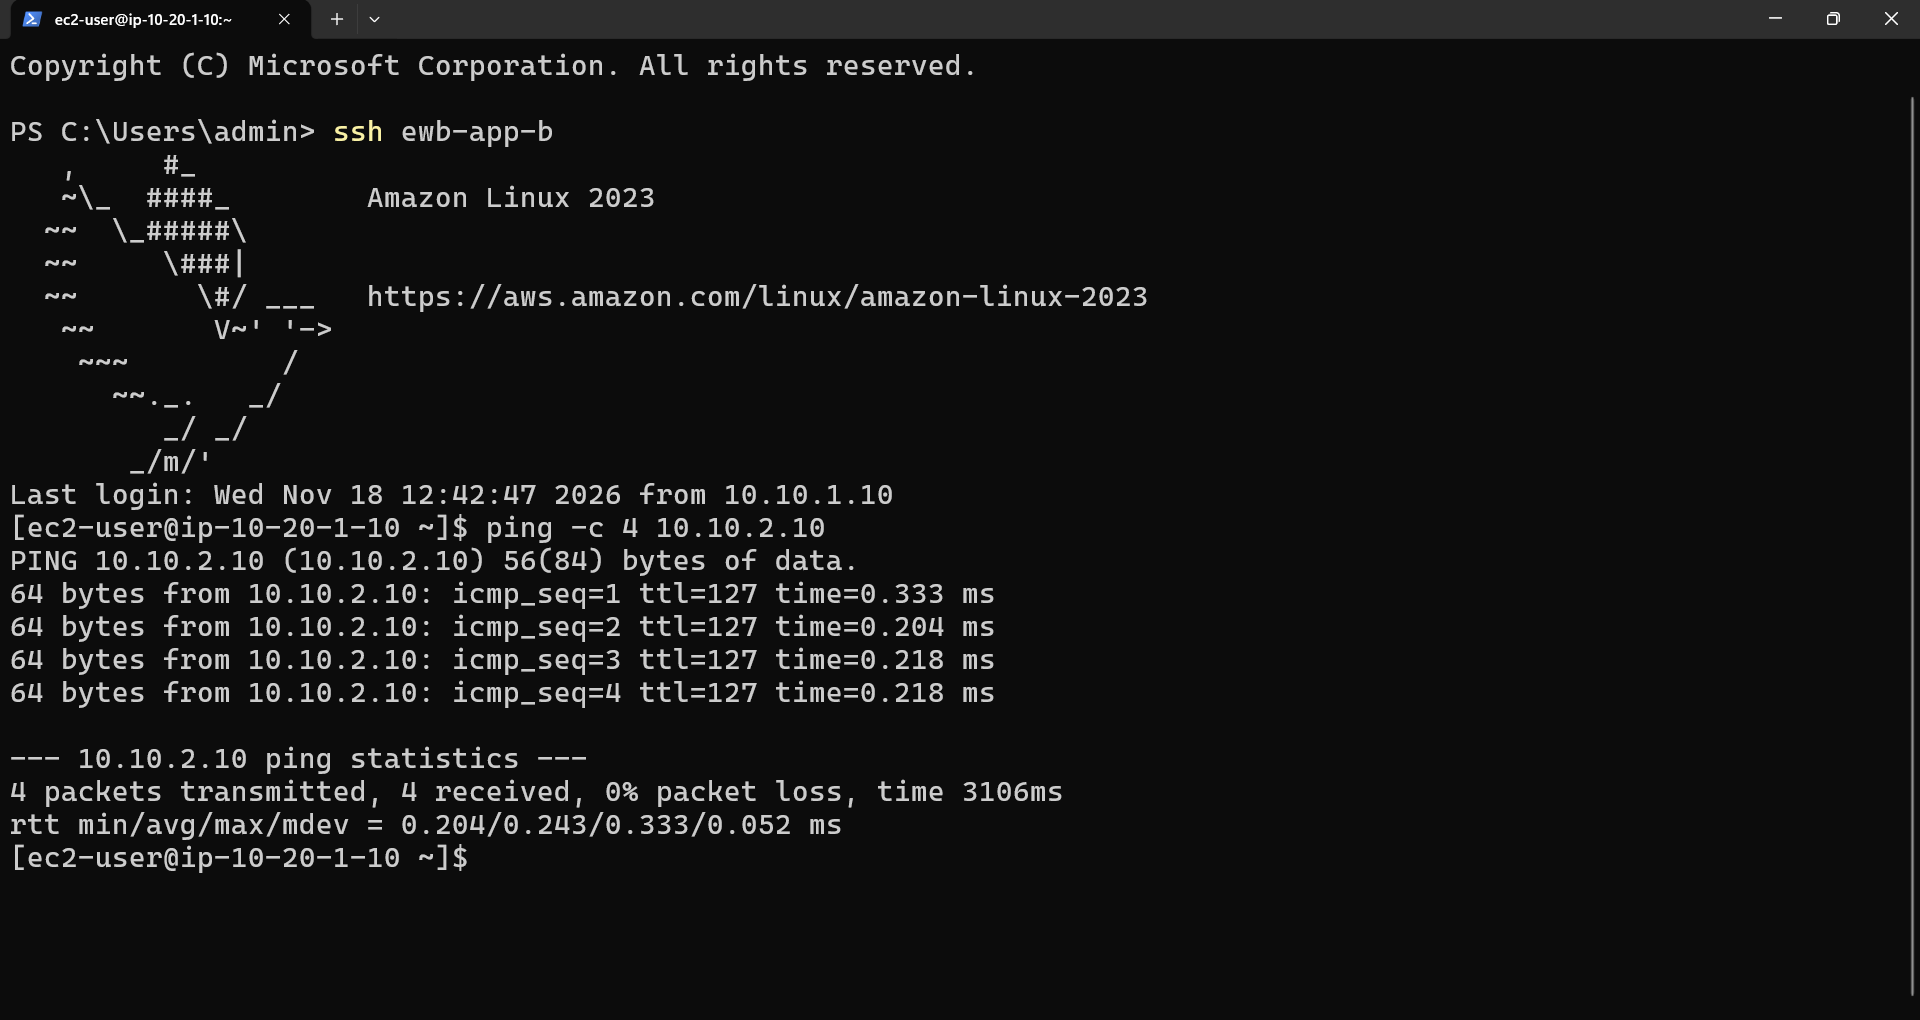 ec2-user@ip-10-20-1-10:~
Copyright (C) Microsoft Corporation. All rights reserved.
PS C:\Users\admin> ssh ewb-app-b
   ,     #_
   ~\_  ####_        Amazon Linux 2023
  ~~  \_#####\
  ~~     \###|
  ~~       \#/ ___   https://aws.amazon.com/linux/amazon-linux-2023
   ~~       V~' '->
    ~~~         /
      ~~._.   _/
         _/ _/
       _/m/'
Last login: Wed Nov 18 12:42:47 2026 from 10.10.1.10
[ec2-user@ip-10-20-1-10 ~]$ ping -c 4 10.10.2.10
PING 10.10.2.10 (10.10.2.10) 56(84) bytes of data.
64 bytes from 10.10.2.10: icmp_seq=1 ttl=127 time=0.333 ms
64 bytes from 10.10.2.10: icmp_seq=2 ttl=127 time=0.204 ms
64 bytes from 10.10.2.10: icmp_seq=3 ttl=127 time=0.218 ms
64 bytes from 10.10.2.10: icmp_seq=4 ttl=127 time=0.218 ms
--- 10.10.2.10 ping statistics ---
4 packets transmitted, 4 received, 0% packet loss, time 3106ms
rtt min/avg/max/mdev = 0.204/0.243/0.333/0.052 ms
[ec2-user@ip-10-20-1-10 ~]$